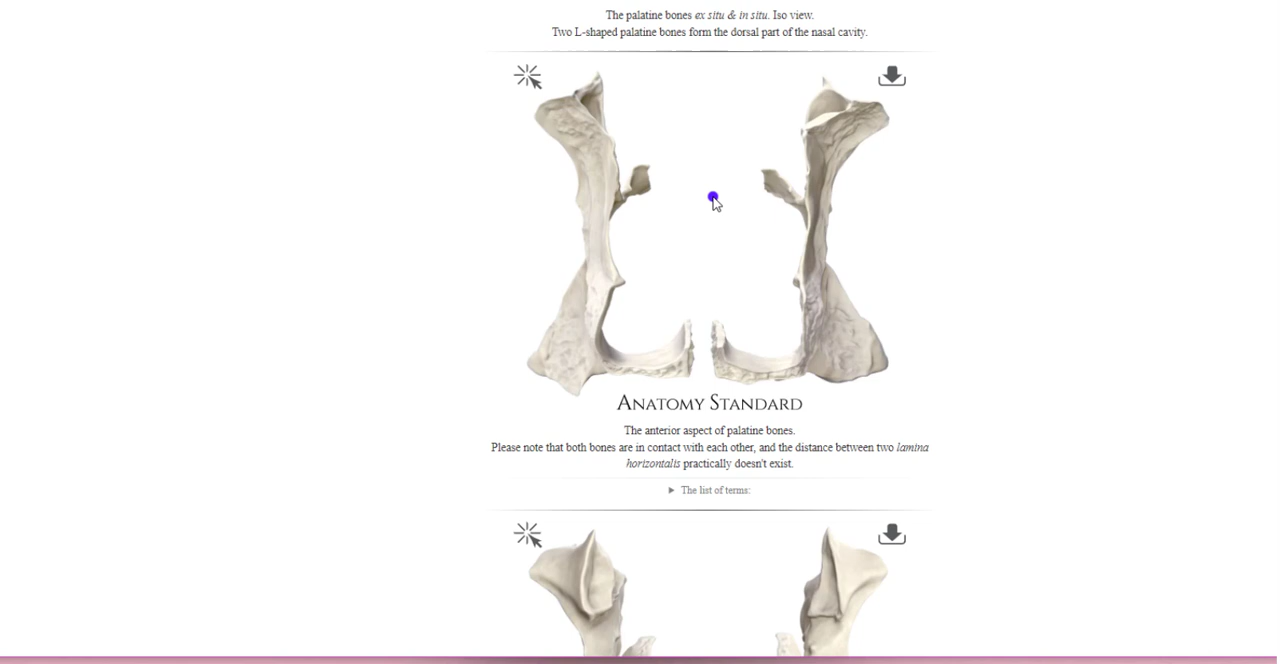 The palatine bones ex situ & in situ. Iso view.
Two L-shaped palatine bones form the dorsal part of the nasal cavity.
Anatomy Standard
The anterior aspect of palatine bones.
Please note that both bones are in contact with each other, and the distance between two lamina
horizontalis practically doesn't exist.
The list of terms: